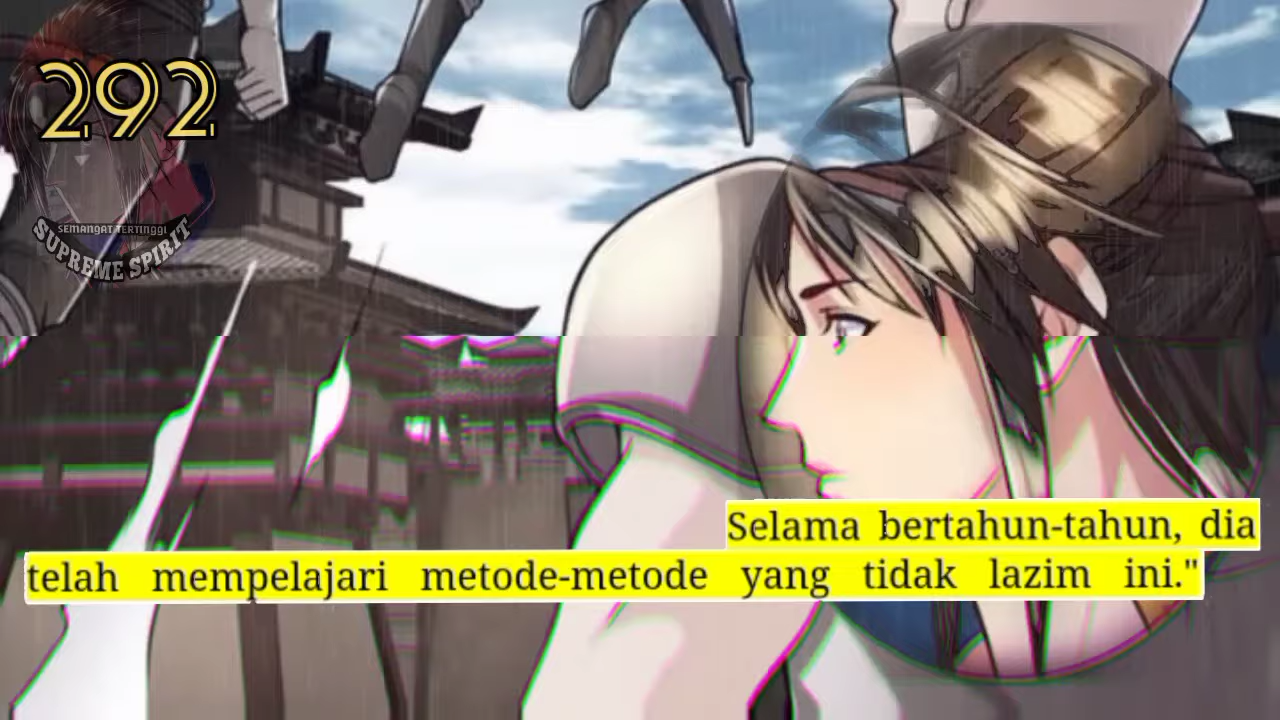 292
SEMANGAT TERTINGGI
SUPREME SPIRIT
Selama bertahun-tahun, dia
telah mempelajari metode-metode yang tidak lazim ini."